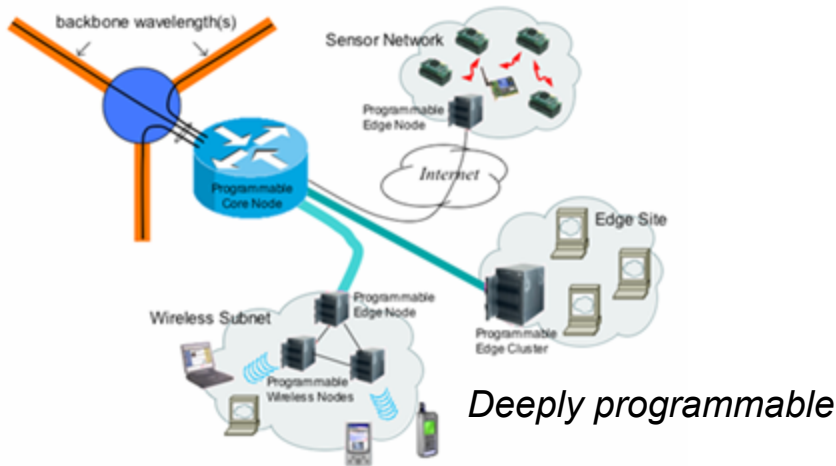 backbone wavelength(s)
Sensor Network
Programmable
Edge Node
Internet
Programmable
Core Node
Edge Site
Programmable
Edge Cluster
Wireless Subnet
Programmable
Edge Node
Programmable
Wireless Nodes
Deeply programmable